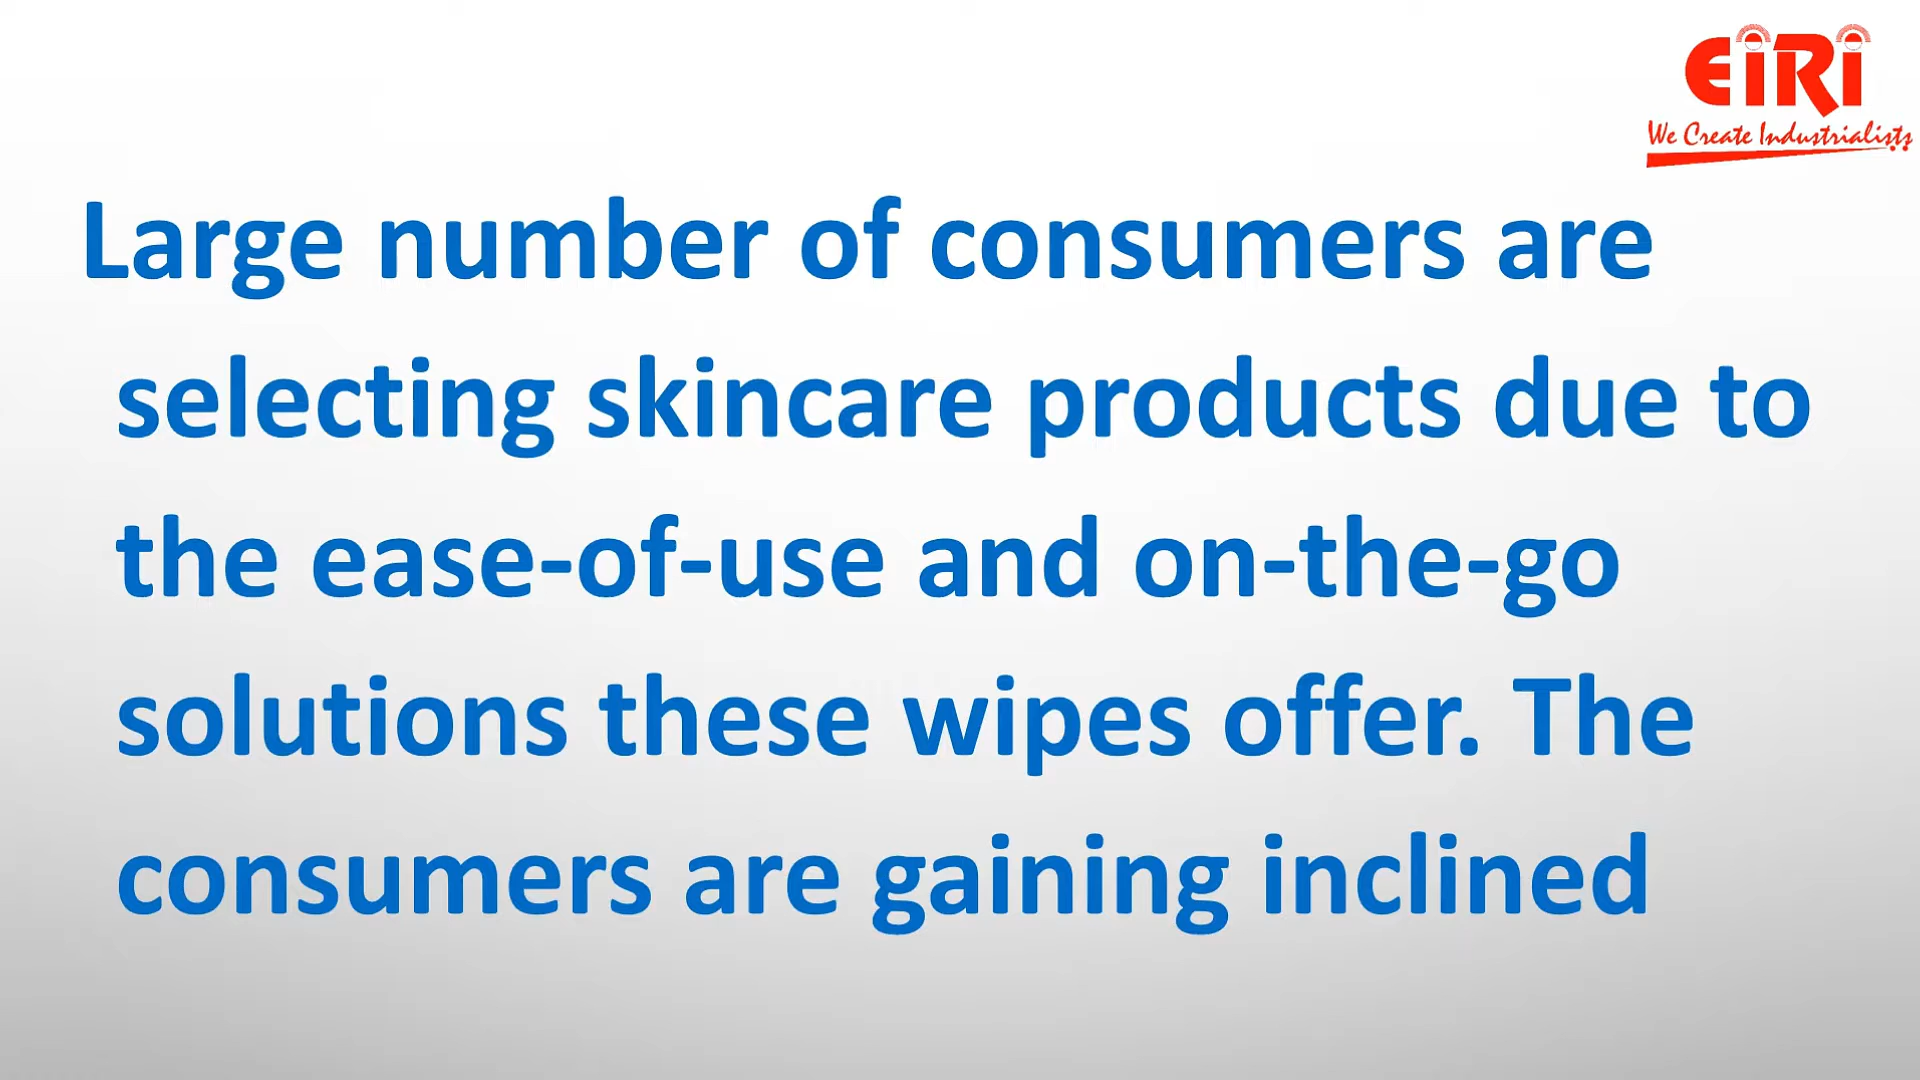 EiRi
We Create Industrialists
Large number of consumers are
selecting skincare products due to
the ease-of-use and on-the-go
solutions these wipes offer. The
consumers are gaining inclined